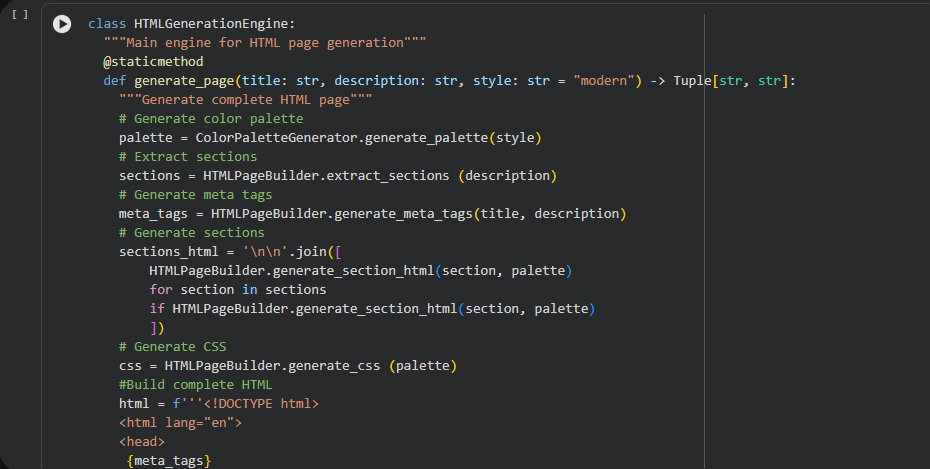 [ ]
class HTMLGenerationEngine:
"""Main engine for HTML page generation"""
@staticmethod
def generate_page(title: str, description: str, style: str = "modern") -> Tuple[str, str]:
"""Generate complete HTML page"""
# Generate color palette
palette = ColorPaletteGenerator.generate_palette(style)
# Extract sections
sections = HTMLPageBuilder.extract_sections (description)
# Generate meta tags
meta_tags = HTMLPageBuilder.generate_meta_tags(title, description)
# Generate sections
sections_html = '\n\n'.join([
HTMLPageBuilder.generate_section_html(section, palette)
for section in sections
if HTMLPageBuilder.generate_section_html(section, palette)
])
# Generate CSS
css = HTMLPageBuilder.generate_css (palette)
#Build complete HTML
html = f'''<!DOCTYPE html>
<html lang="en">
<head>
{meta_tags}